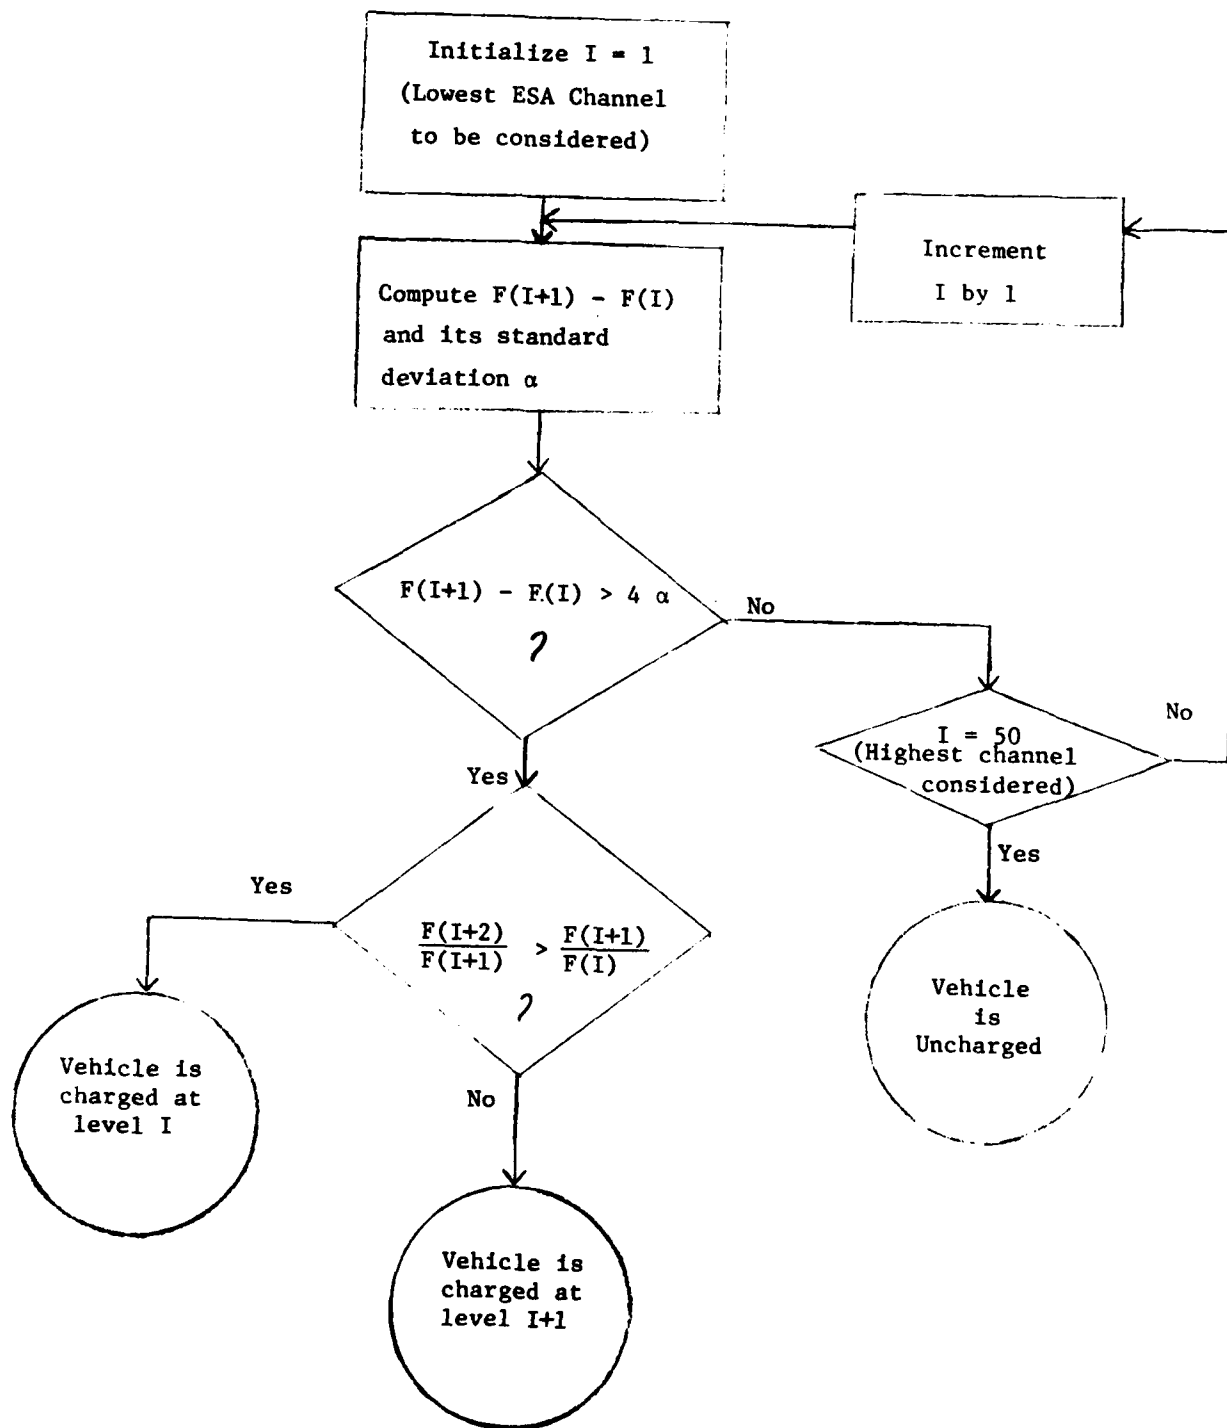 Initialize I = 1
(Lowest ESA Channel
to be considered)
Increment
I by 1
Compute F(I+1) - F(I)
and its standard
deviation α
F(I+1) - F.(I) > 4 α
?
No
I = 50
(Highest channel
considered)
No
Yes
Yes
Yes
F(I+2) > F(I+1)
F(I+1) F(I)
?
Vehicle
is
Uncharged
Vehicle is
charged at
level I
No
Vehicle is
charged at
level I+1